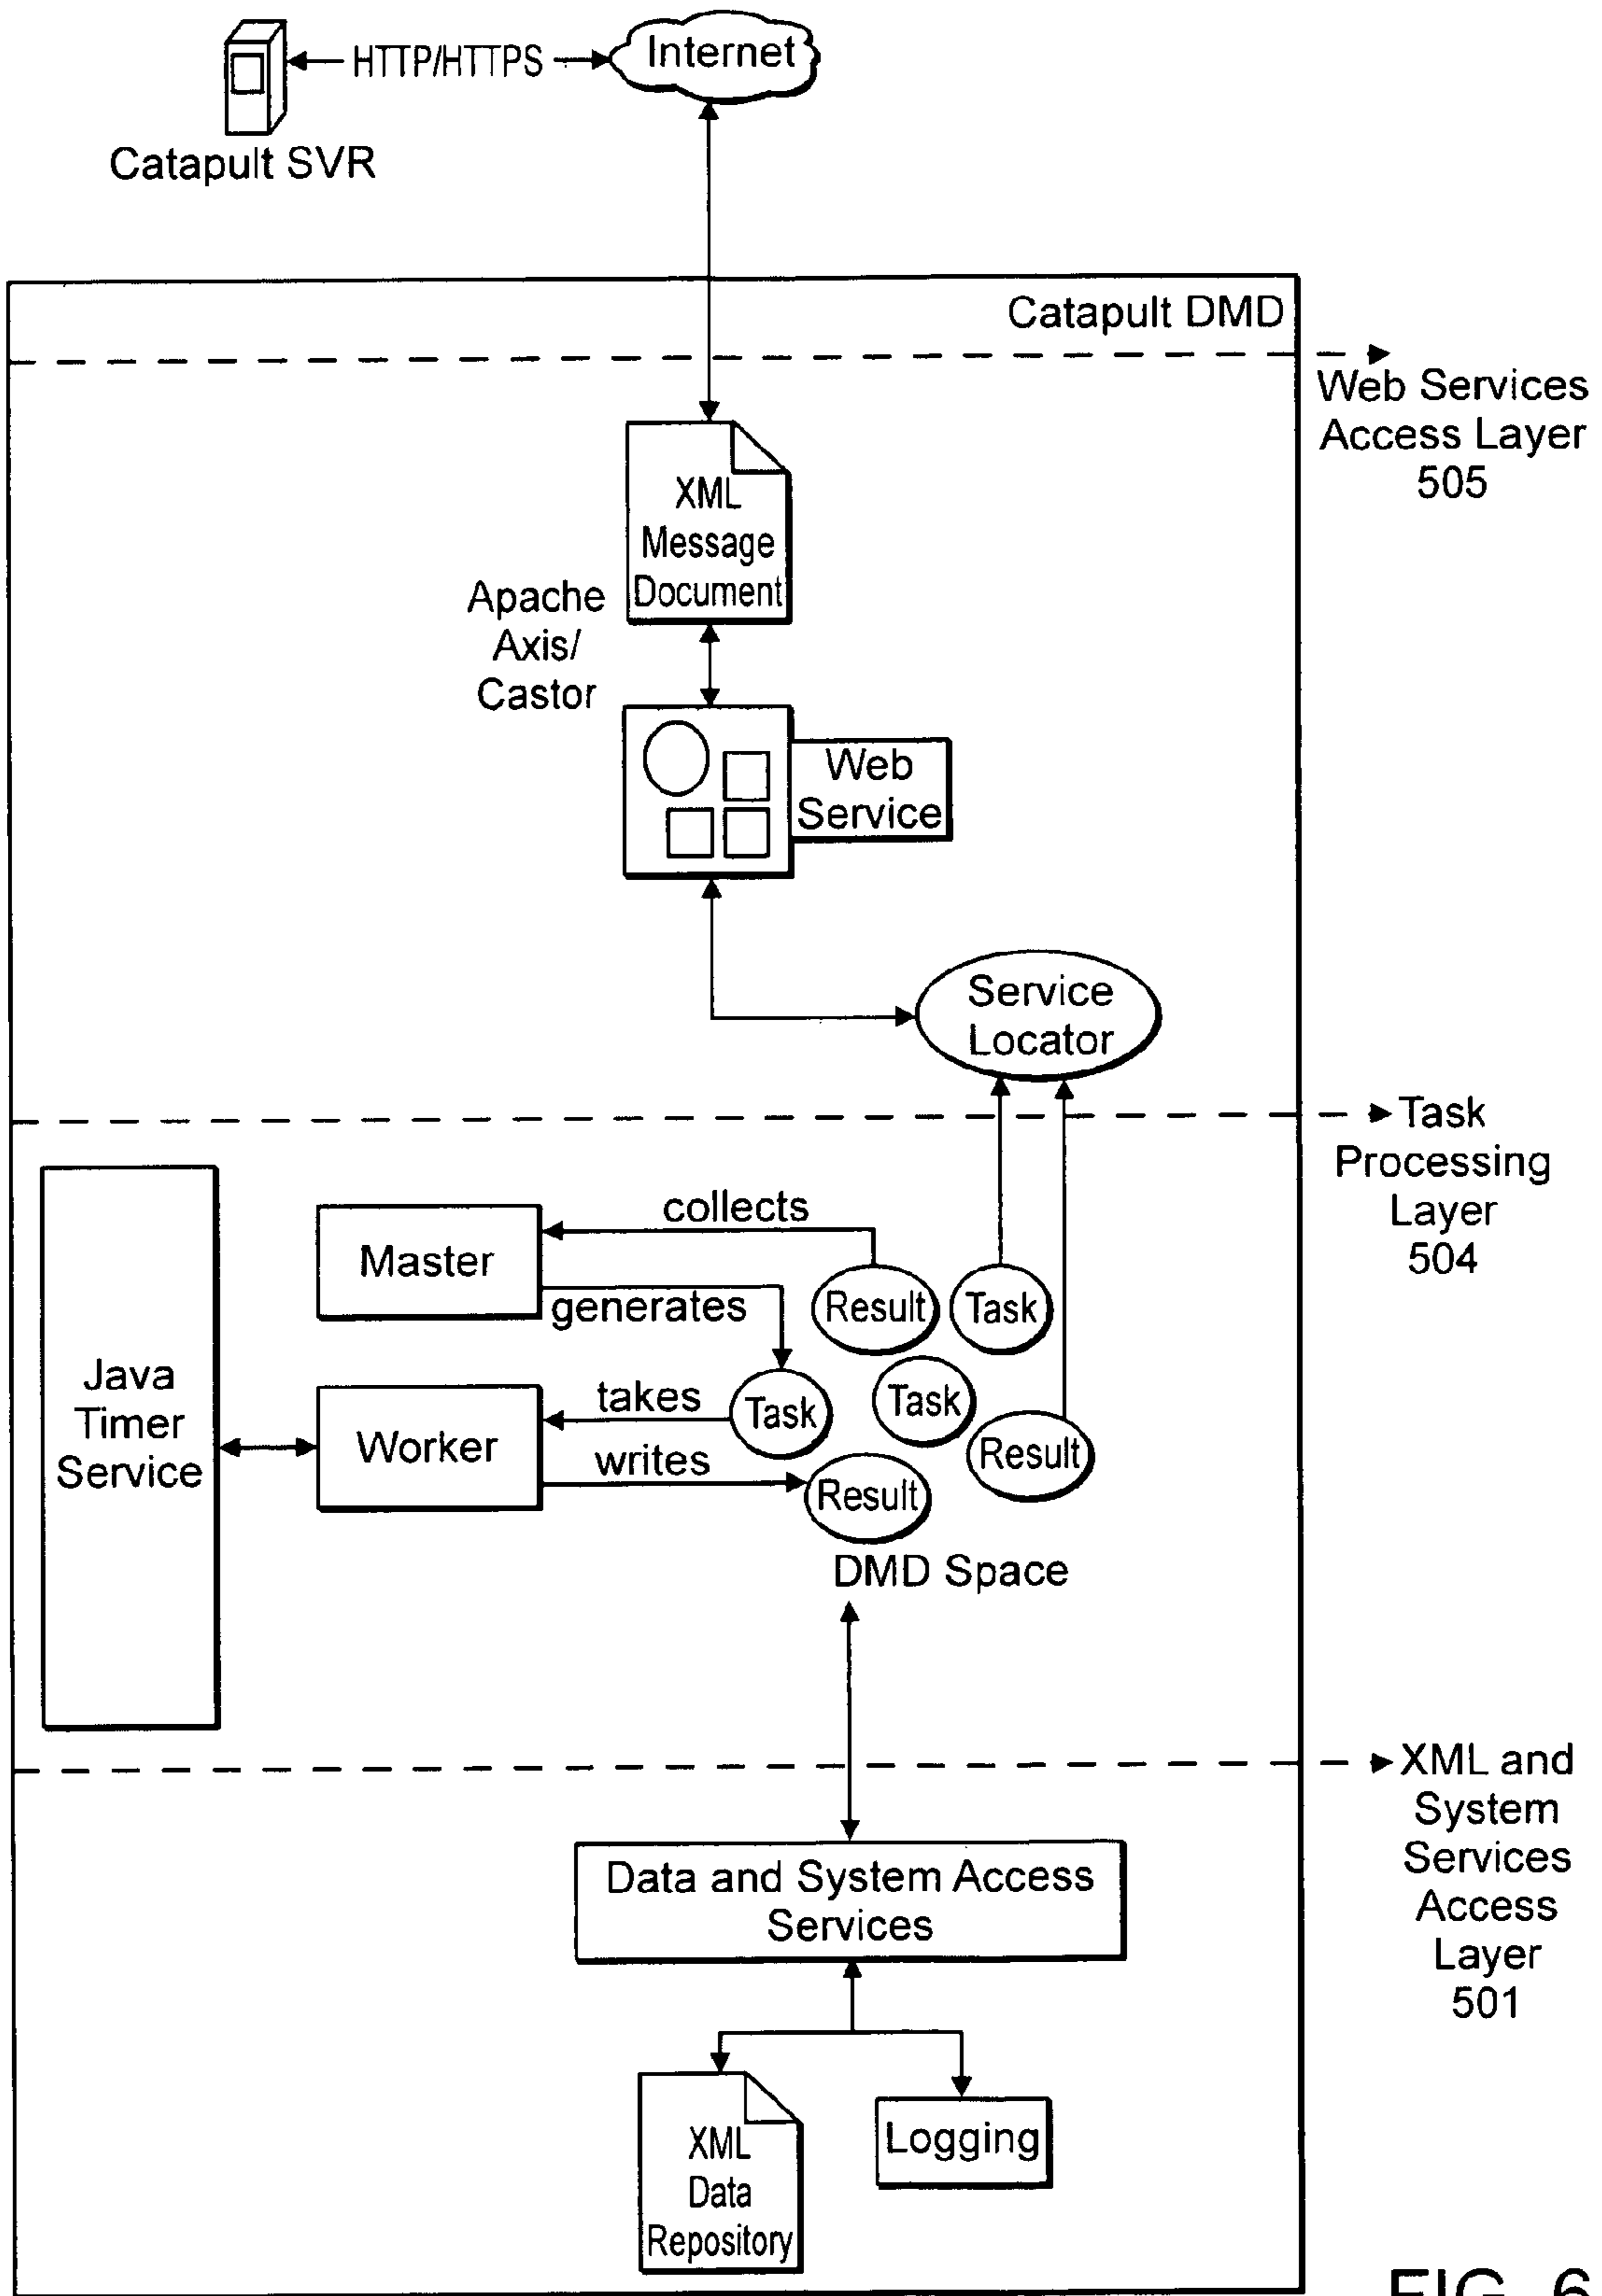 HTTP/HTTPS
Internet
Catapult SVR
Catapult DMD
Web Services
Access Layer
505
XML
Message
Document
Apache
Axis/
Castor
Web
Service
Service
Locator
Task
Processing
Layer
504
collects
Master
generates
Result
Task
Java
Timer
Service
Worker
takes
writes
Task
Task
Result
Result
DMD Space
XML and
System
Services
Access
Layer
501
Data and System Access
Services
XML
Data
Repository
Logging
FIG. 6